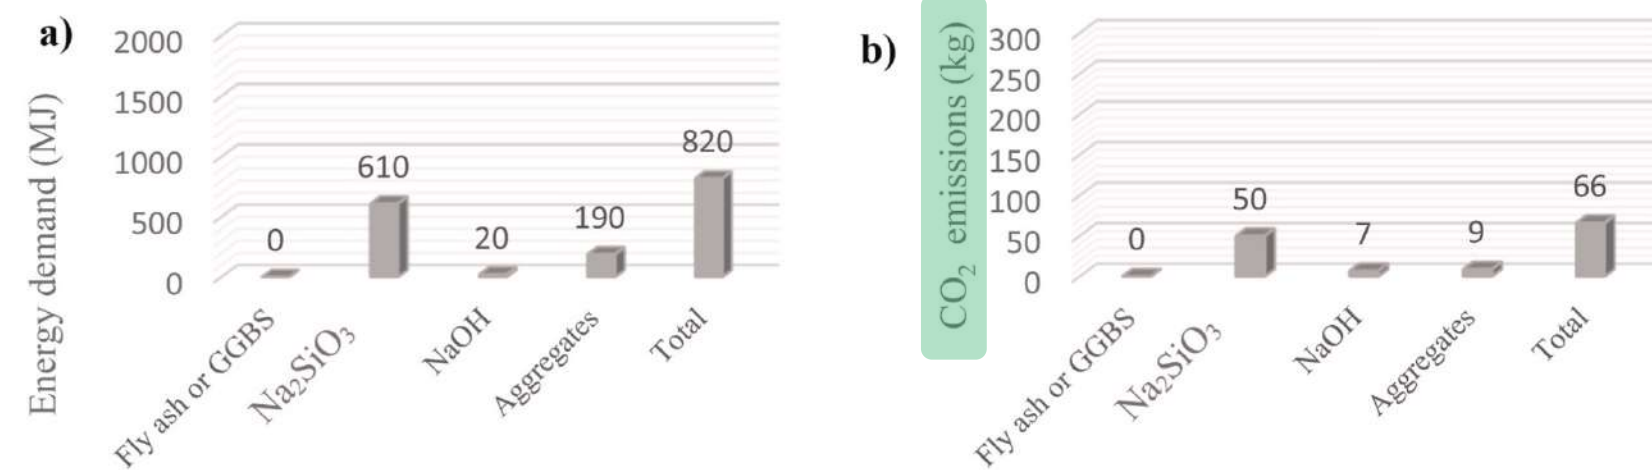 a)
Energy demand (MJ)
2000
1500
1000
500
0
0
610
20
190
820
Fly ash or GGBS
Na₂SiO₃
NaOH
Aggregates
Total
b)
CO₂ emissions (kg)
300
250
200
150
100
50
0
0
50
7
9
66
Fly ash or GGBS
Na₂SiO₃
NaOH
Aggregates
Total